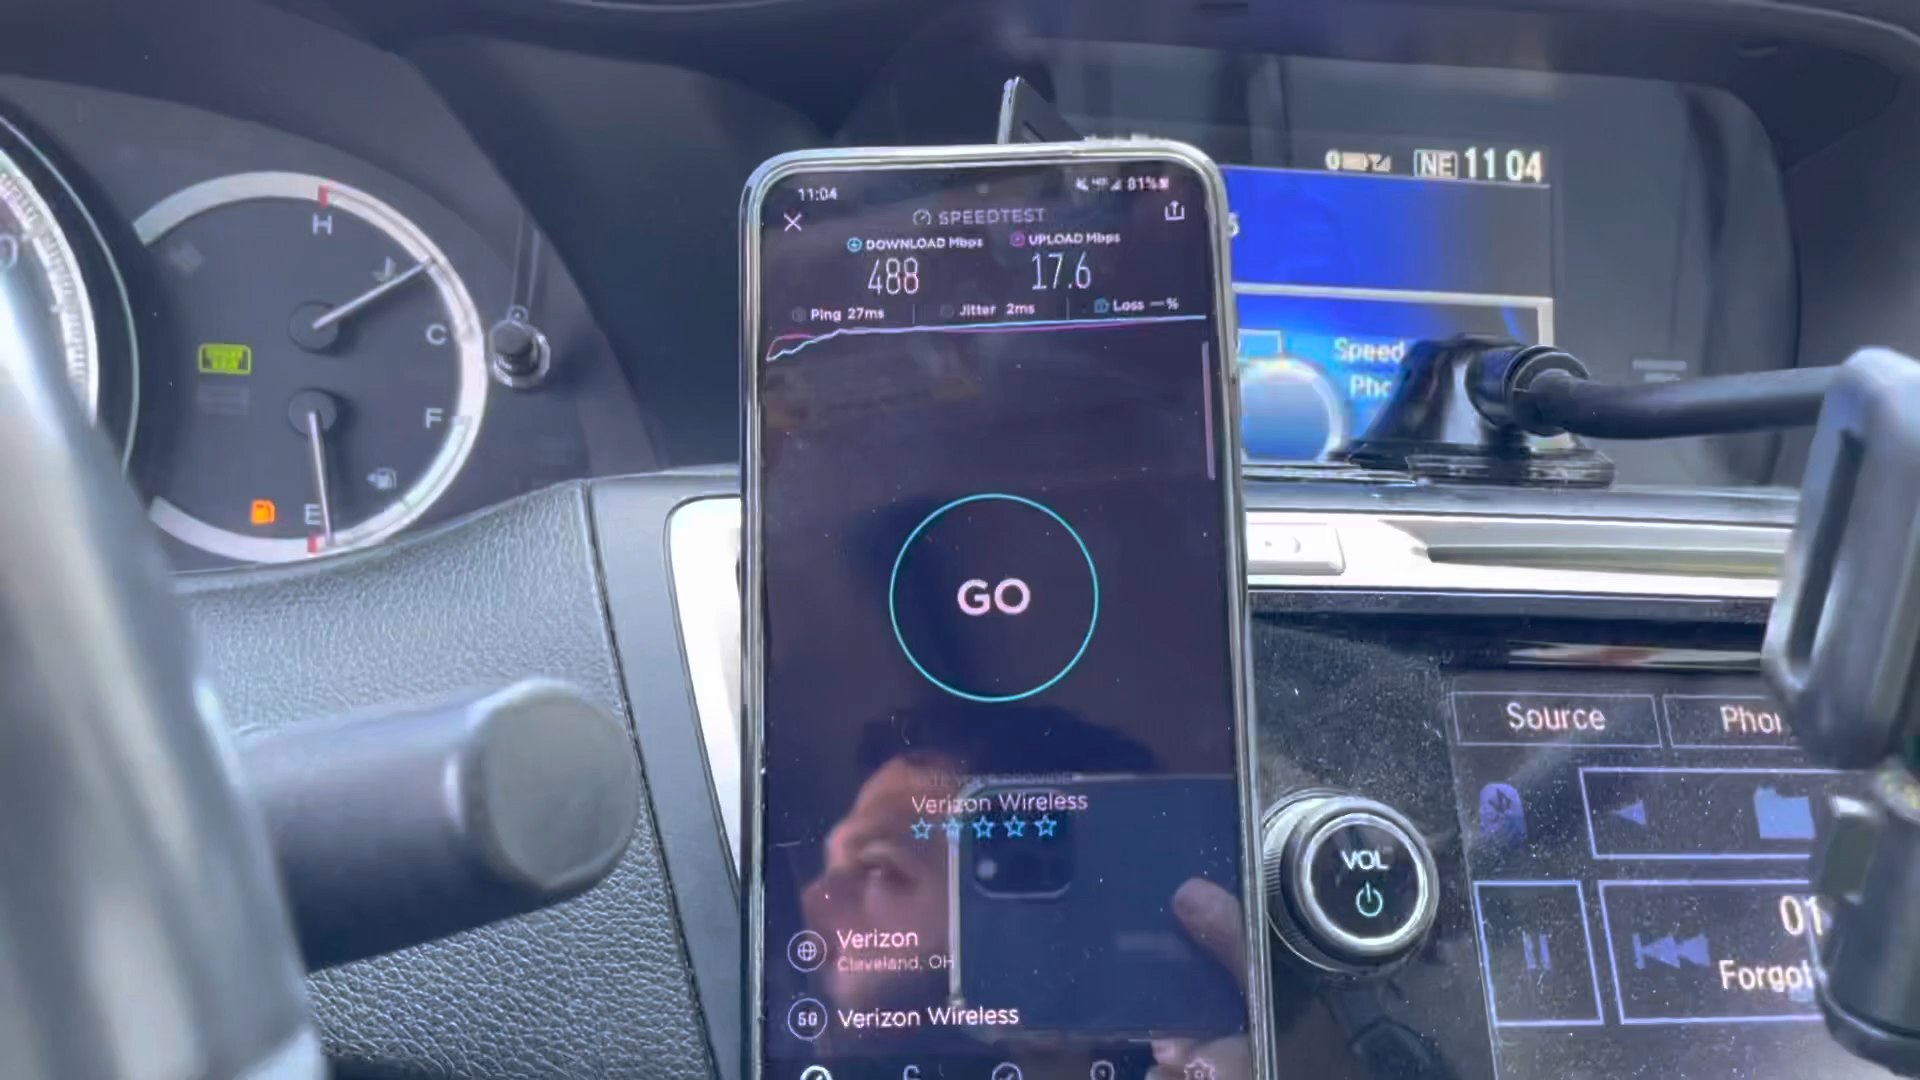 H
C
F
E
11:04
81%
SPEEDTEST
DOWNLOAD Mbps
UPLOAD Mbps
488
17.6
Ping 27ms
Jitter 2ms
Loss —%
GO
Verizon Wireless
Verizon
Cleveland, OH
5G Verizon Wireless
NE 11 04
Speed
Source
VOL
01